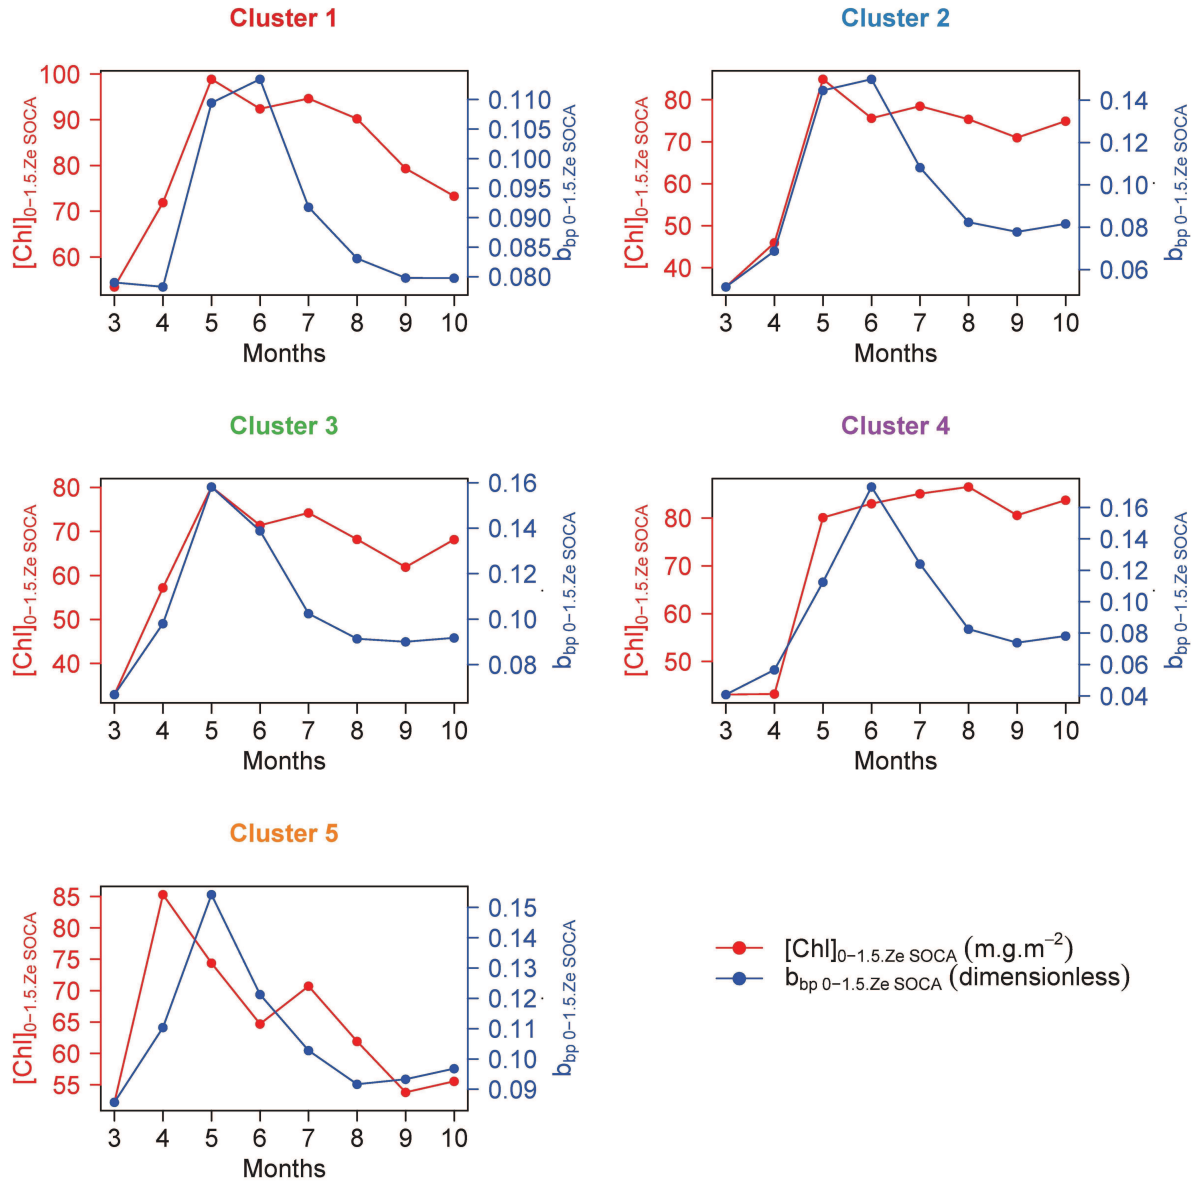 Cluster 1
[Chl]0−1.5.Ze SOCA
100
90
80
70
60
0.110
0.105
0.100
0.095
0.090
0.085
0.080
bbp 0−1.5.Ze SOCA
3 4 5 6 7 8 9 10
Months
Cluster 2
[Chl]0−1.5.Ze SOCA
80
70
60
50
40
0.14
0.12
0.10
0.08
0.06
bbp 0−1.5.Ze SOCA
3 4 5 6 7 8 9 10
Months
Cluster 3
[Chl]0−1.5.Ze SOCA
80
70
60
50
40
0.16
0.14
0.12
0.10
0.08
bbp 0−1.5.Ze SOCA
3 4 5 6 7 8 9 10
Months
Cluster 4
[Chl]0−1.5.Ze SOCA
80
70
60
50
0.16
0.14
0.12
0.10
0.08
0.06
0.04
bbp 0−1.5.Ze SOCA
3 4 5 6 7 8 9 10
Months
Cluster 5
[Chl]0−1.5.Ze SOCA
85
80
75
70
65
60
55
0.15
0.14
0.13
0.12
0.11
0.10
0.09
bbp 0−1.5.Ze SOCA
3 4 5 6 7 8 9 10
Months
[Chl]0−1.5.Ze SOCA (m.g.m−2)
bbp 0−1.5.Ze SOCA (dimensionless)